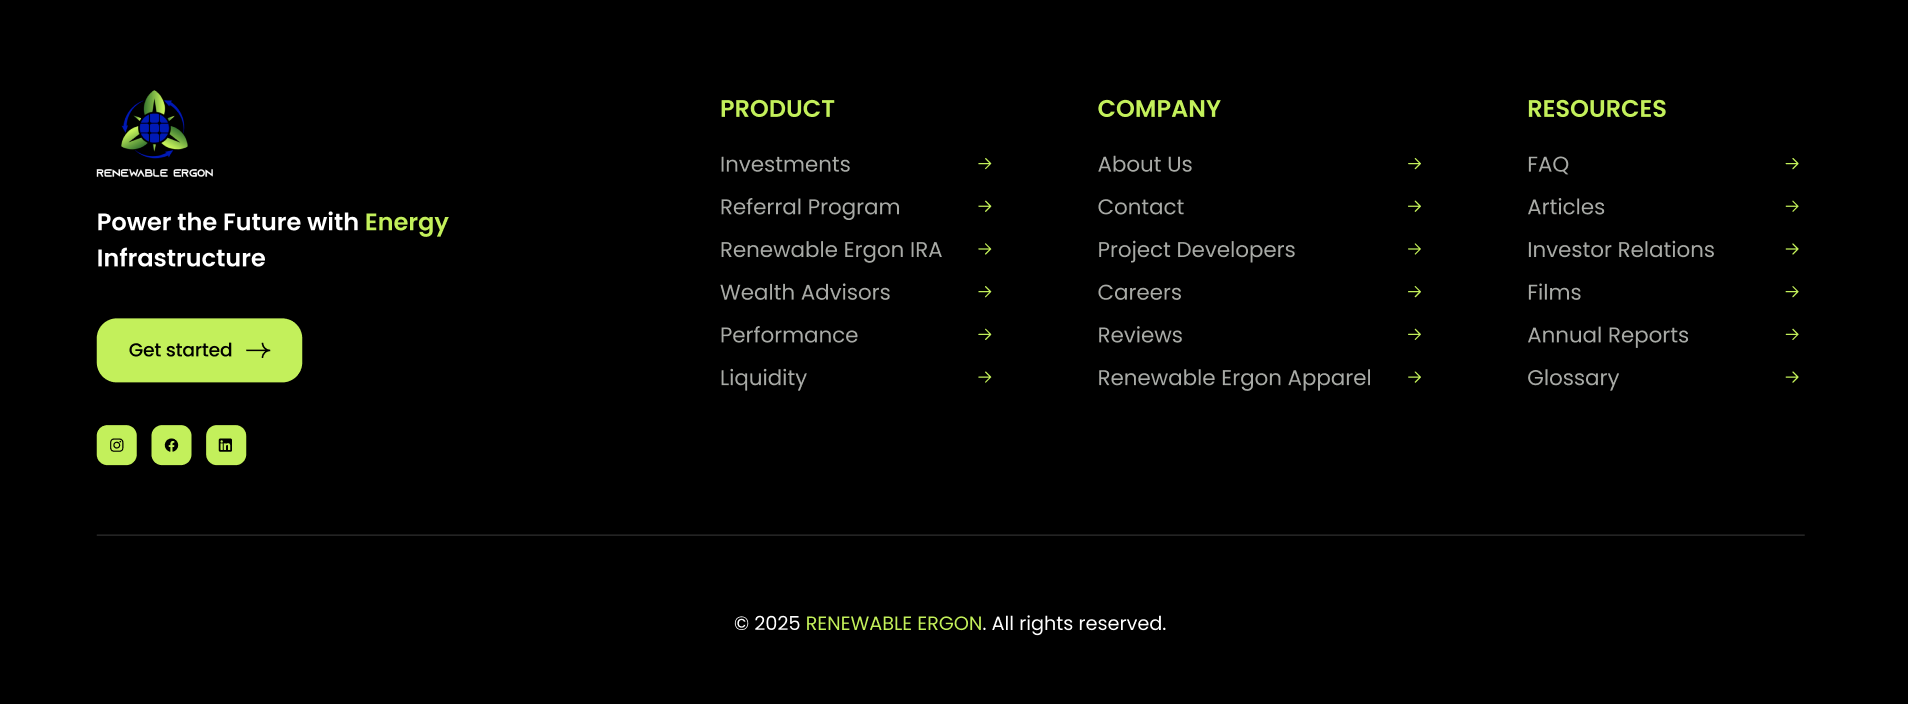 RENEWABLE ERGON
Power the Future with Energy
Infrastructure
Get started
PRODUCT
Investments
Referral Program
Renewable Ergon IRA
Wealth Advisors
Performance
Liquidity
COMPANY
About Us
Contact
Project Developers
Careers
Reviews
Renewable Ergon Apparel
RESOURCES
FAQ
Articles
Investor Relations
Films
Annual Reports
Glossary
© 2025 RENEWABLE ERGON. All rights reserved.